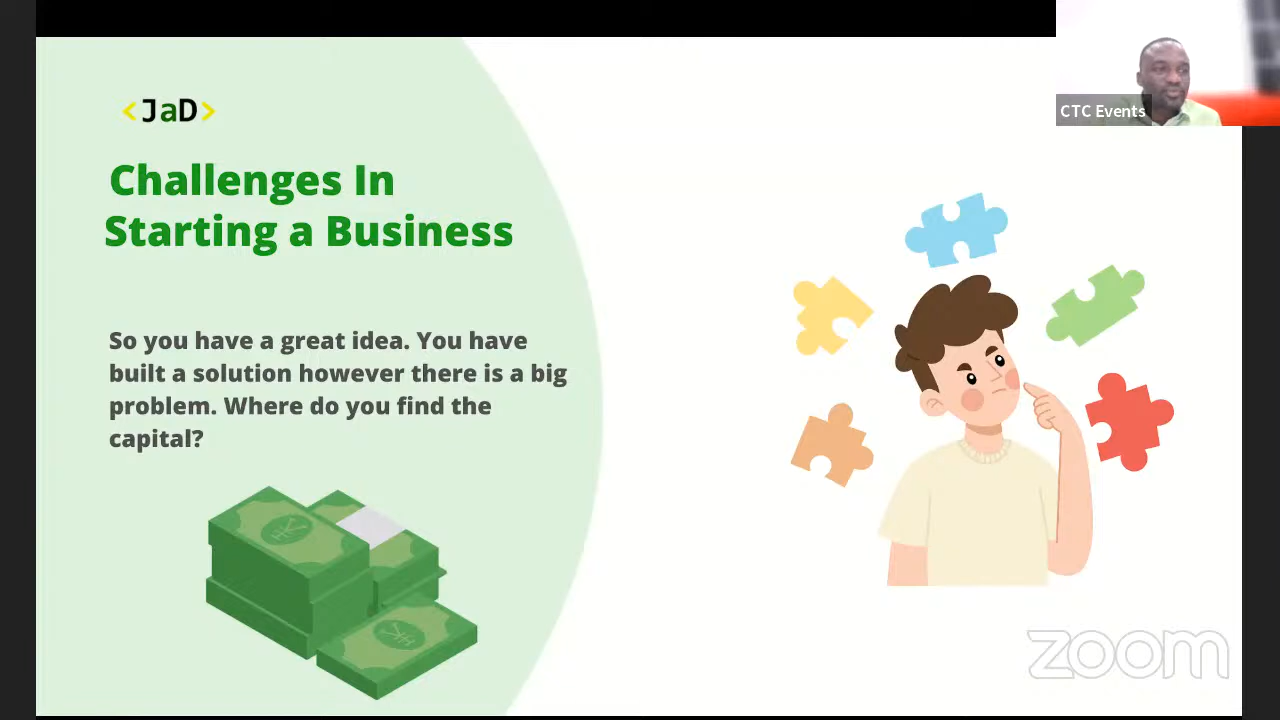 <JaD>
Challenges In
Starting a Business
So you have a great idea. You have
built a solution however there is a big
problem. Where do you find the
capital?
CTC Events
zoom